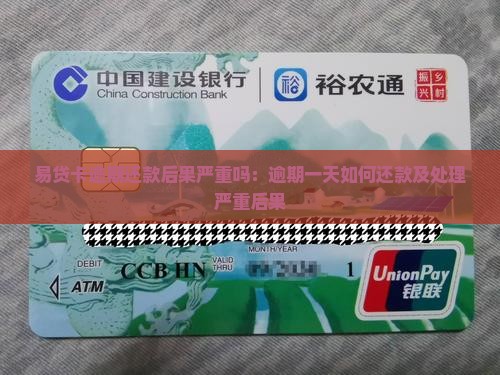 中国建设银行
China Construction Bank
裕
裕农通
振乡
兴村
易贷卡逾期还款后果严重吗：逾期一天如何还款及处理
严重后果
MONTH/YEAR
DEBIT
ATM
CCB HN
VALID
THRU
1
UnionPay
银联